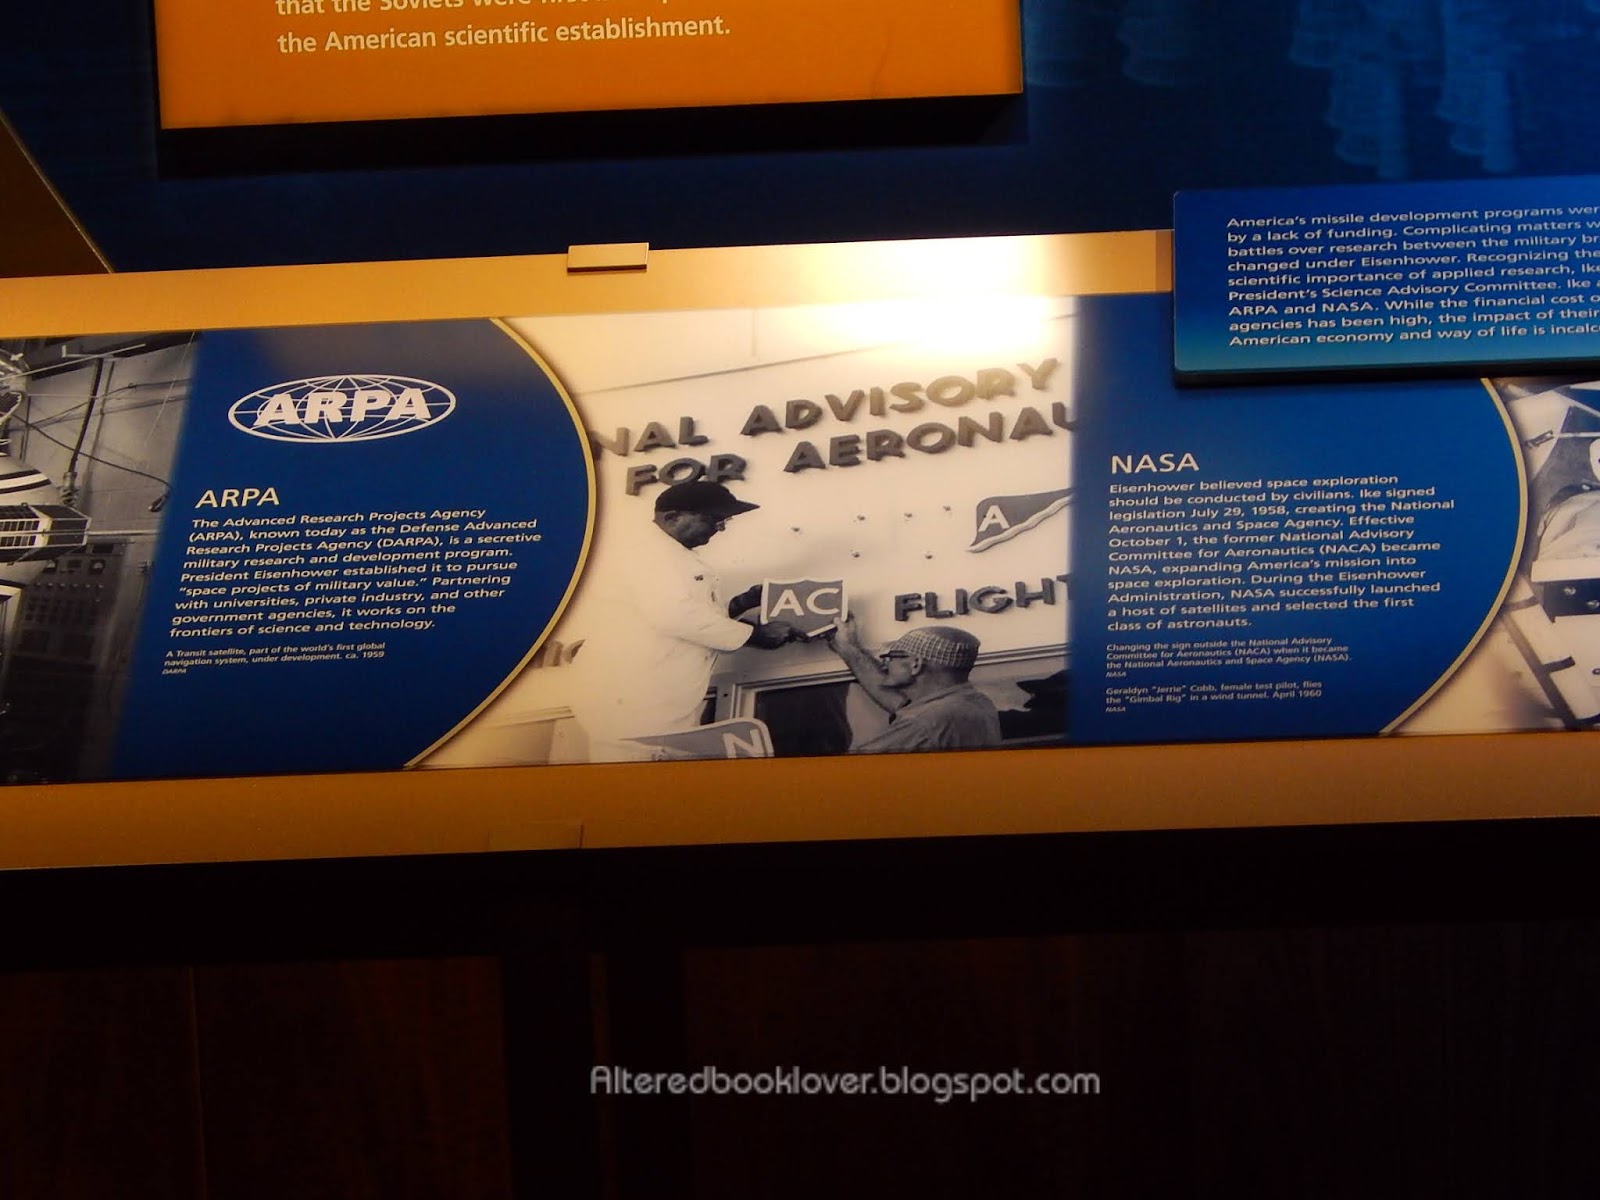 that the Soviets were
the American scientific establishment.
America's missile development programs wer
by a lack of funding. Complicating matters w
battles over research between the military br
changed under Eisenhower. Recognizing the
scientific importance of applied research, Ike
President's Science Advisory Committee. Ike a
ARPA and NASA. While the financial cost o
agencies has been high, the impact of their
American economy and way of life is incalc
ARPA
ARPA
The Advanced Research Projects Agency
(ARPA), known today as the Defense Advanced
Research Projects Agency (DARPA), is a secretive
military research and development program.
President Eisenhower established it to pursue
"space projects of military value." Partnering
with universities, private industry, and other
government agencies, it works on the
frontiers of science and technology.
A Transit satellite, part of the world's first global
navigation system, under development. ca. 1959
DARPA
NAL ADVISORY
FOR AERONAU
A
AC
FLIGHT
N
NASA
Eisenhower believed space exploration
should be conducted by civilians. Ike signed
legislation July 29, 1958, creating the National
Aeronautics and Space Agency. Effective
October 1, the former National Advisory
Committee for Aeronautics (NACA) became
NASA, expanding America's mission into
space exploration. During the Eisenhower
Administration, NASA successfully launched
a host of satellites and selected the first
class of astronauts.
Changing the sign outside the National Advisory
Committee for Aeronautics (NACA) when it became
the National Aeronautics and Space Agency (NASA).
NASA
Geraldyn "Jerrie" Cobb, female test pilot, flies
the "Gimbal Rig" in a wind tunnel. April 1960
NASA
Alteredbooklover.blogspot.com